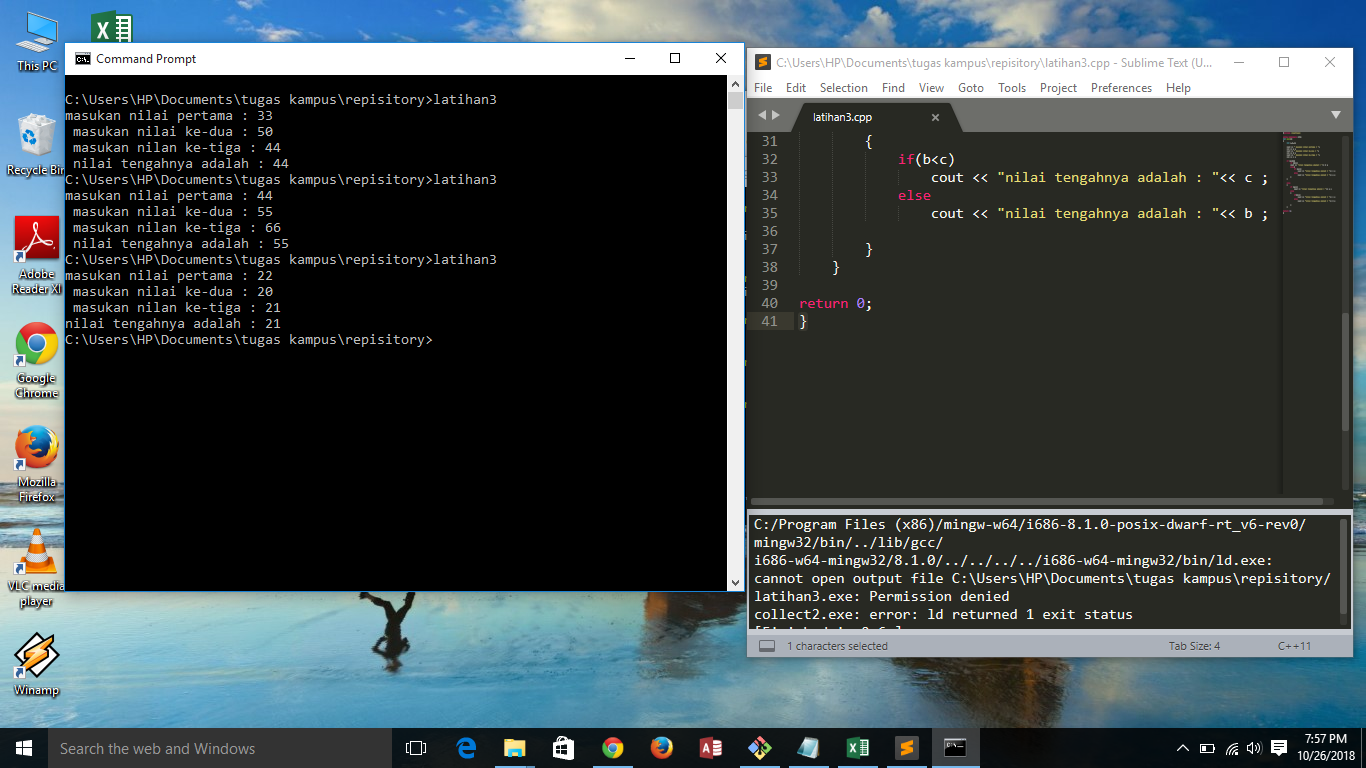 This PC
Recycle Bin
Adobe
Reader XI
Google
Chrome
Mozilla
Firefox
VLC media
player
Winamp
Command Prompt
C:\Users\HP\Documents\tugas kampus\repisitory>latihan3
masukan nilai pertama : 33
masukan nilai ke-dua : 50
masukan nilan ke-tiga : 44
nilai tengahnya adalah : 44
C:\Users\HP\Documents\tugas kampus\repisitory>latihan3
masukan nilai pertama : 44
masukan nilai ke-dua : 55
masukan nilan ke-tiga : 66
nilai tengahnya adalah : 55
C:\Users\HP\Documents\tugas kampus\repisitory>latihan3
masukan nilai pertama : 22
masukan nilai ke-dua : 20
masukan nilan ke-tiga : 21
nilai tengahnya adalah : 21
C:\Users\HP\Documents\tugas kampus\repisitory>
C:\Users\HP\Documents\tugas kampus\repisitory\latihan3.cpp - Sublime Text (U...
File Edit Selection Find View Goto Tools Project Preferences Help
latihan3.cpp
31 {
32 if(b<c)
33 cout << "nilai tengahnya adalah : "<< c ;
34 else
35 cout << "nilai tengahnya adalah : "<< b ;
36
37 }
38 }
39
40 return 0;
41 }
C:/Program Files (x86)/mingw-w64/i686-8.1.0-posix-dwarf-rt_v6-rev0/
mingw32/bin/../lib/gcc/
i686-w64-mingw32/8.1.0/../../../../i686-w64-mingw32/bin/ld.exe:
cannot open output file C:\Users\HP\Documents\tugas kampus\repisitory/
latihan3.exe: Permission denied
collect2.exe: error: ld returned 1 exit status
1 characters selected
Tab Size: 4
C++11
Search the web and Windows
7:57 PM
10/26/2018